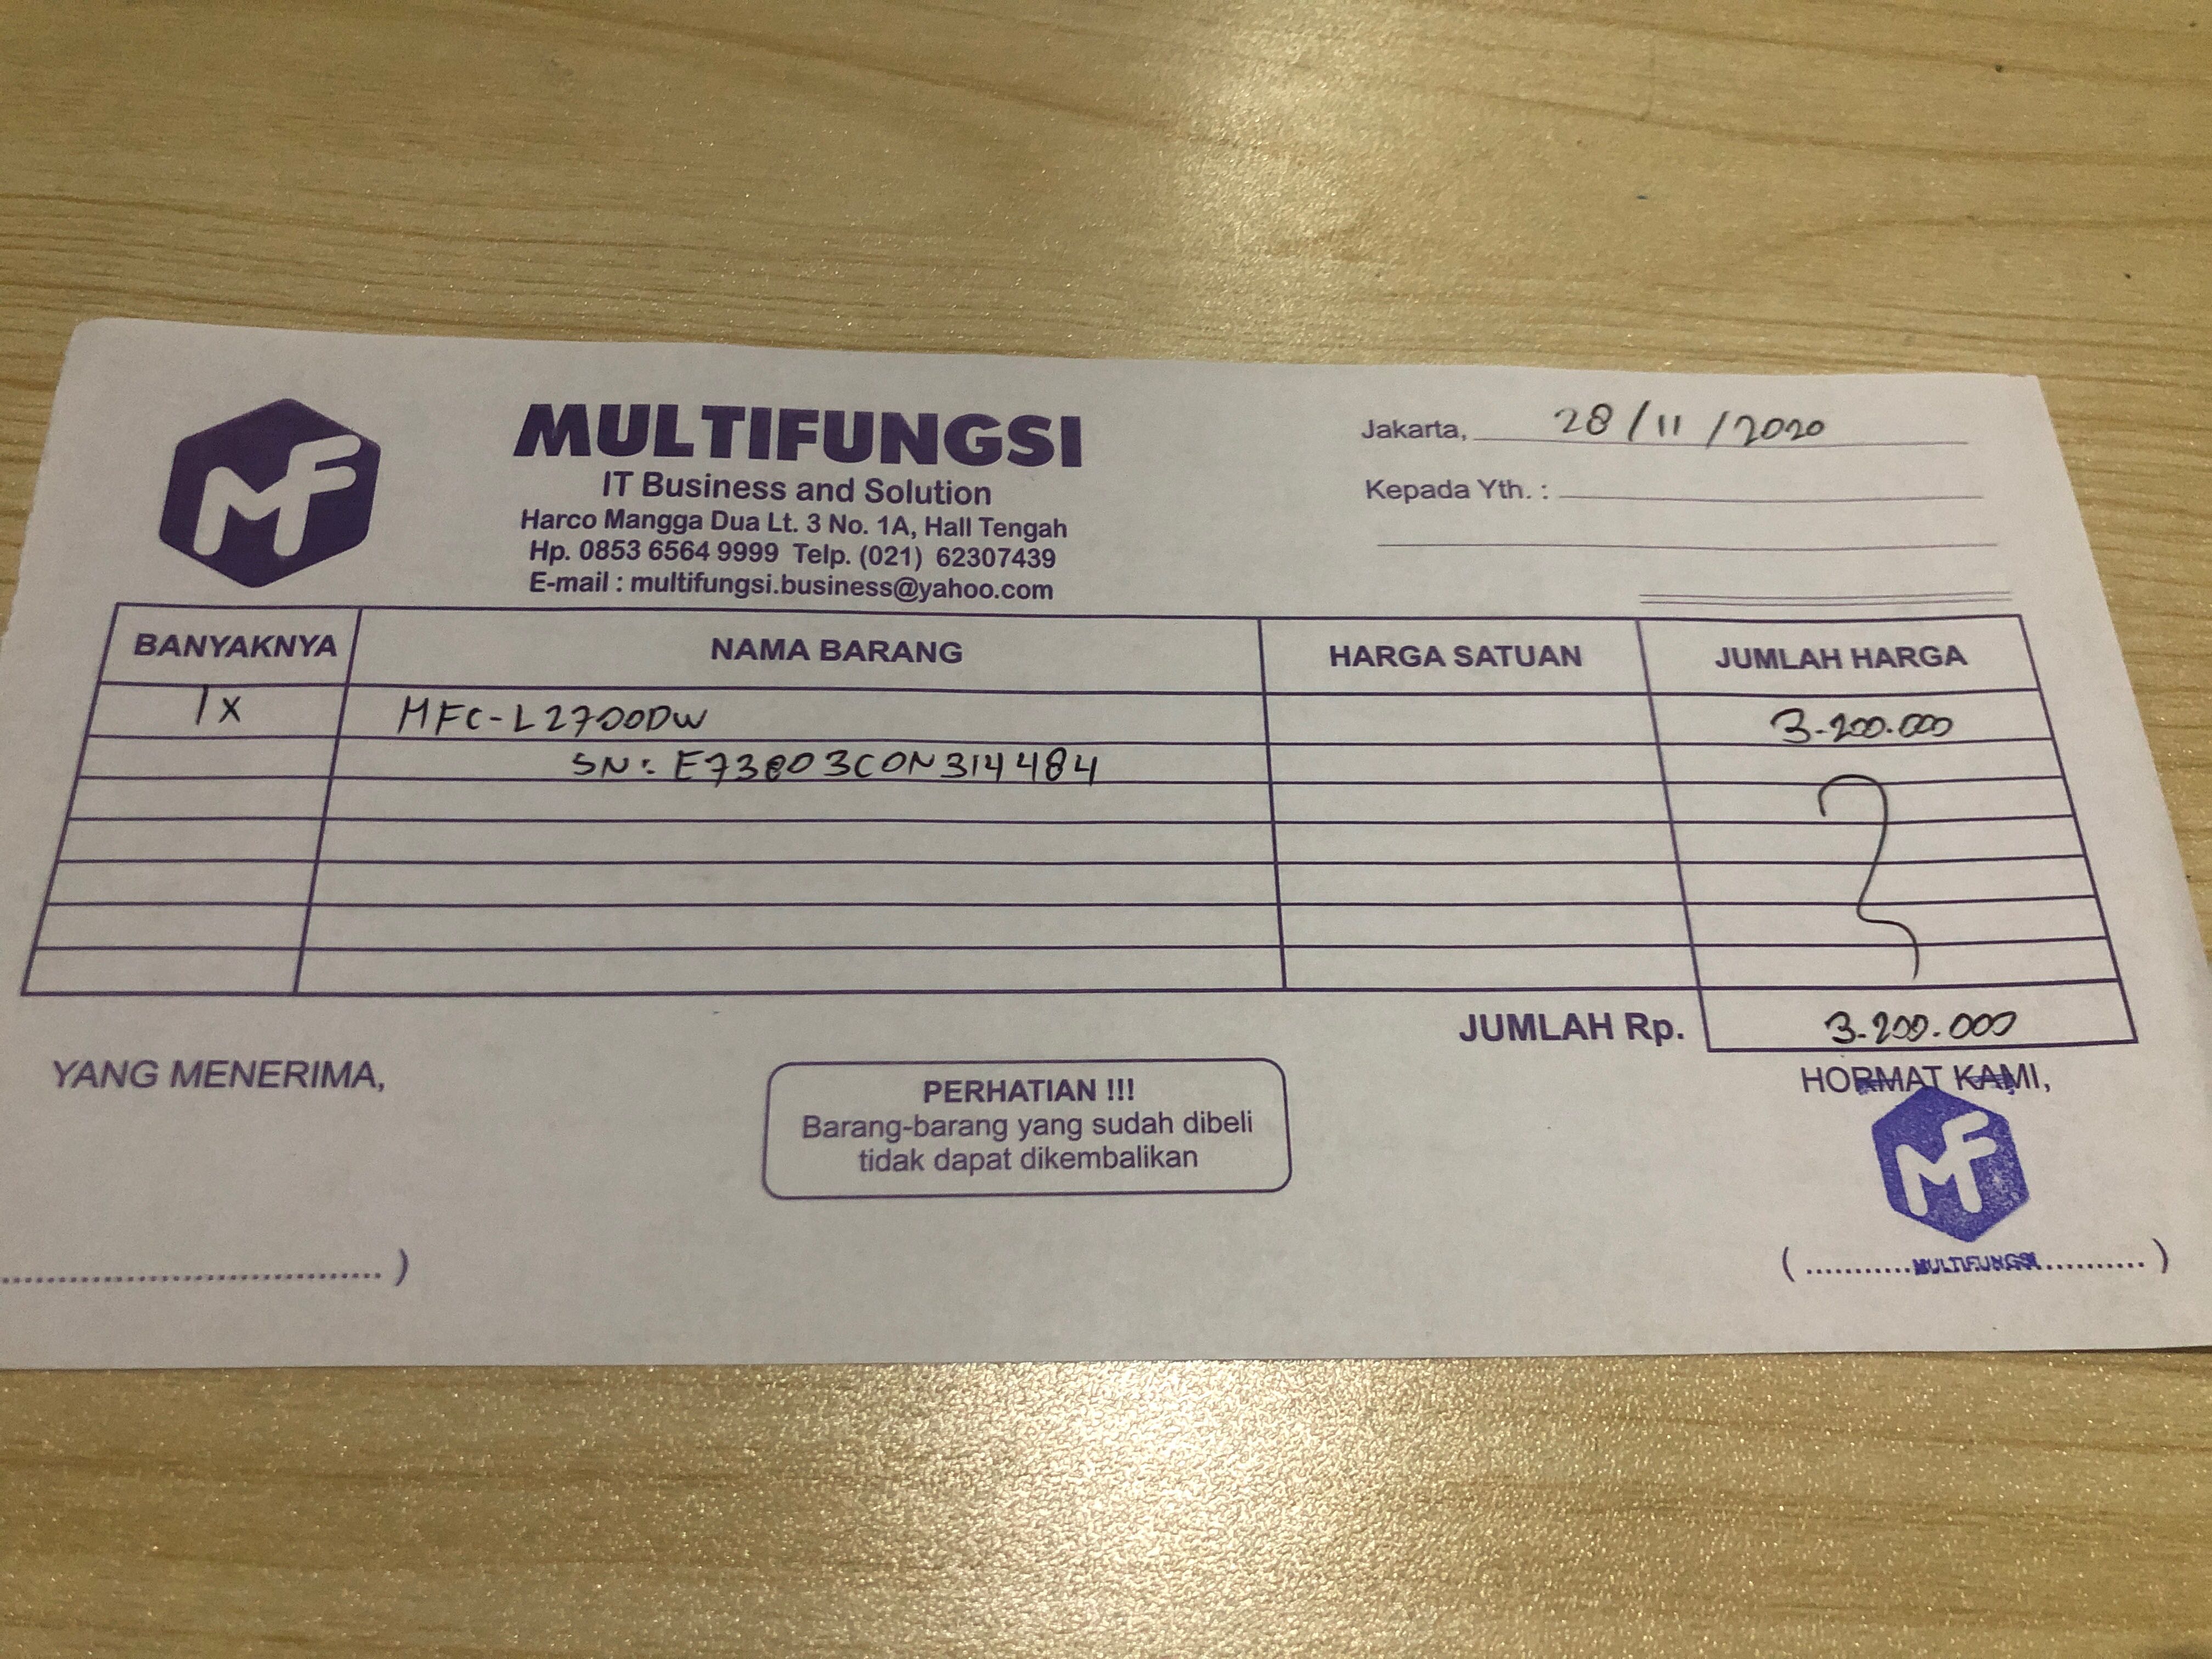 MF
MULTIFUNGSI
IT Business and Solution
Harco Mangga Dua Lt. 3 No. 1A, Hall Tengah
Hp. 0853 6564 9999 Telp. (021) 62307439
E-mail : multifungsi.business@yahoo.com
Jakarta, 28/11/2020
Kepada Yth. :
BANYAKNYA NAMA BARANG HARGA SATUAN JUMLAH HARGA
1x MFC-L2700DW 3.200.000
SN: E73803C0N314484
JUMLAH Rp. 3.200.000
YANG MENERIMA,
PERHATIAN !!!
Barang-barang yang sudah dibeli
tidak dapat dikembalikan
HORMAT KAMI,
MF
................................... )
( ...........MULTIFUNGSI........... )